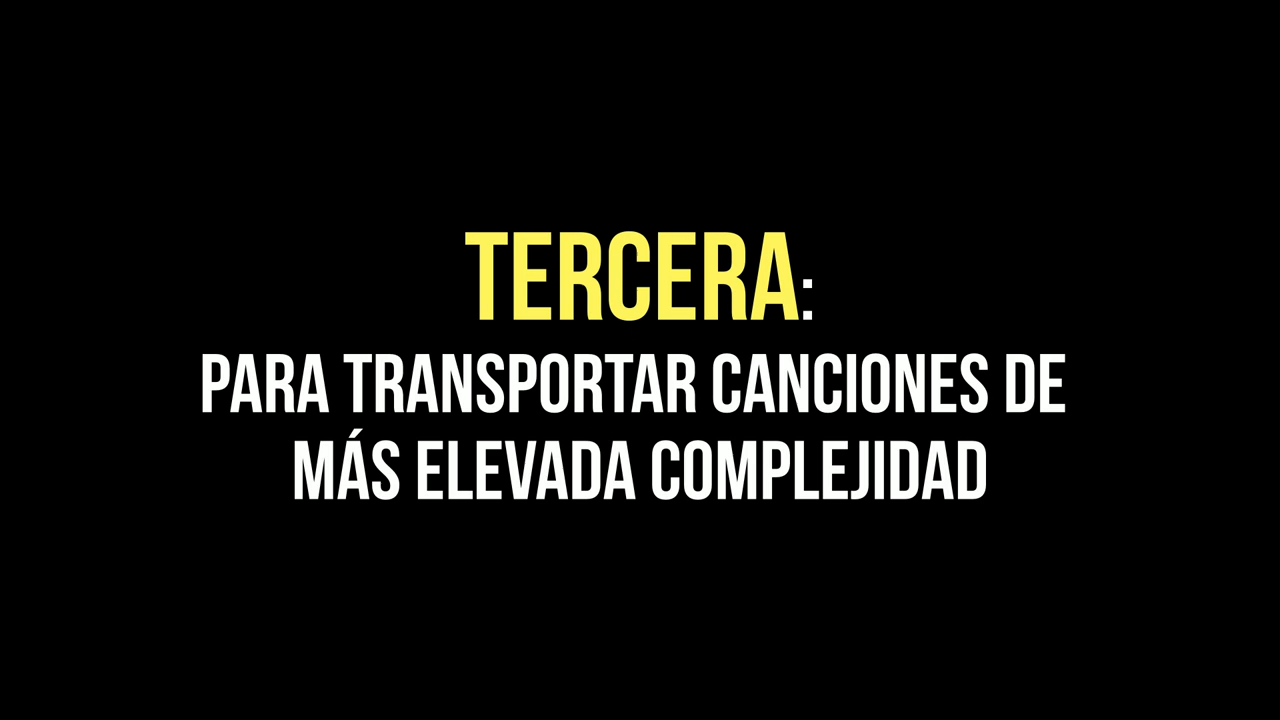 TERCERA:
PARA TRANSPORTAR CANCIONES DE
MÁS ELEVADA COMPLEJIDAD